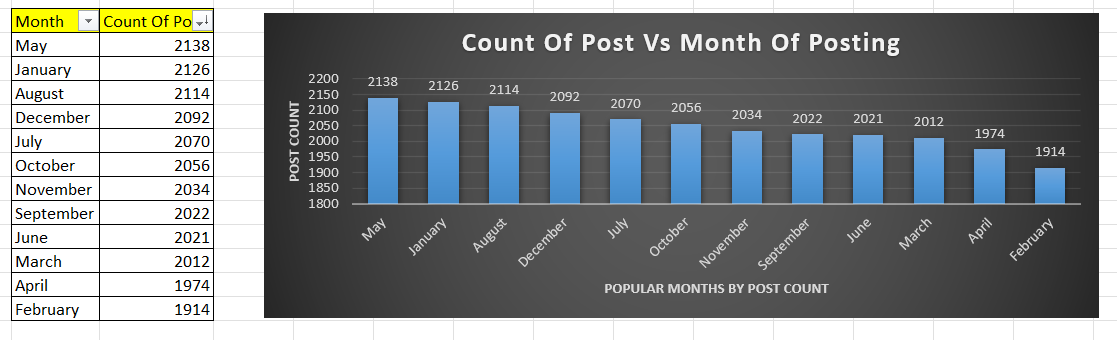 Month Count Of Po
May 2138
January 2126
August 2114
December 2092
July 2070
October 2056
November 2034
September 2022
June 2021
March 2012
April 1974
February 1914
Count Of Post Vs Month Of Posting
POST COUNT
2200
2150
2100
2050
2000
1950
1900
1850
1800
2138 2126 2114 2092 2070 2056 2034 2022 2021 2012 1974 1914
May January August December July October November September June March April February
POPULAR MONTHS BY POST COUNT